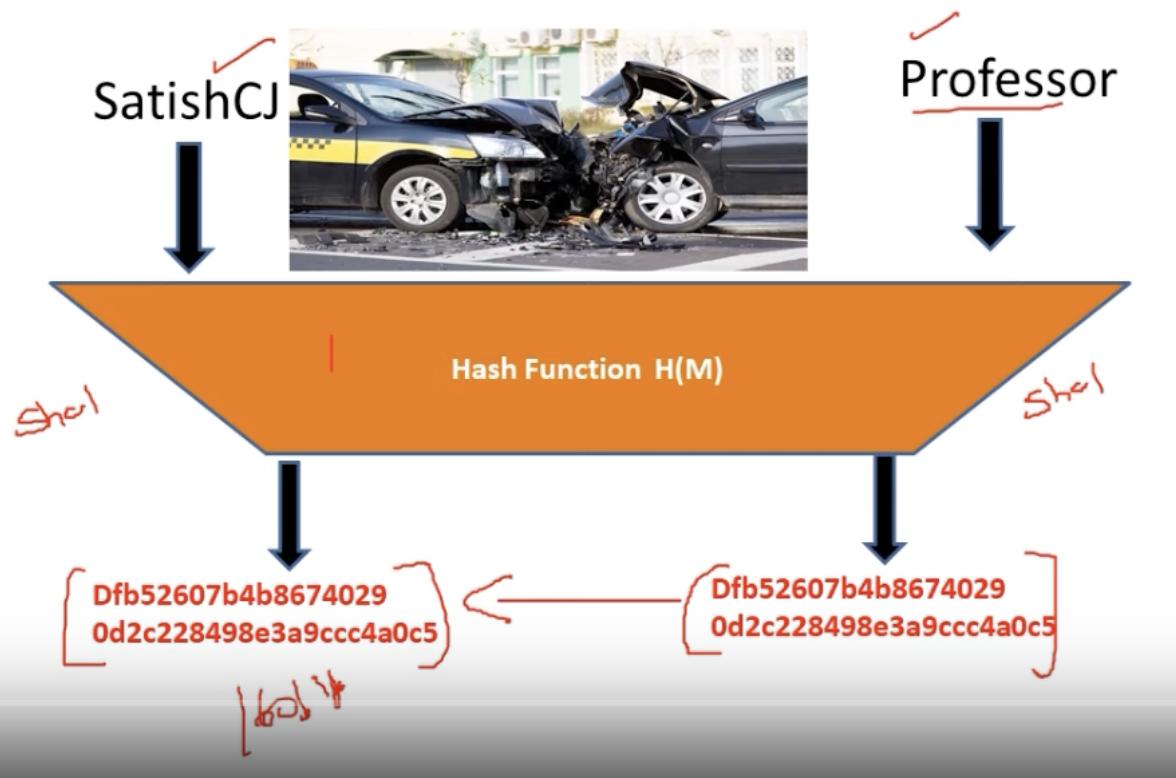 SatishCJ
Professor
Hash Function H(M)
Sha1
Sha1
Dfb52607b4b8674029
0d2c228498e3a9ccc4a0c5
Dfb52607b4b8674029
0d2c228498e3a9ccc4a0c5